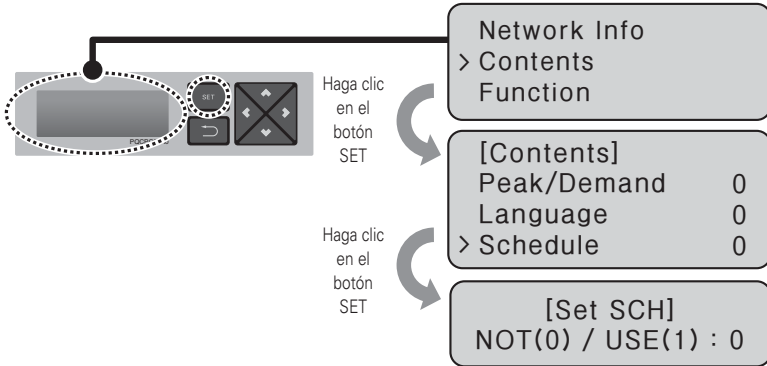 Network Info
> Contents
Function
SET
Haga clic
en el
botón
SET
[Contents]
Peak/Demand 0
Language 0
> Schedule 0
Haga clic
en el
botón
SET
[Set SCH]
NOT(0) / USE(1) : 0